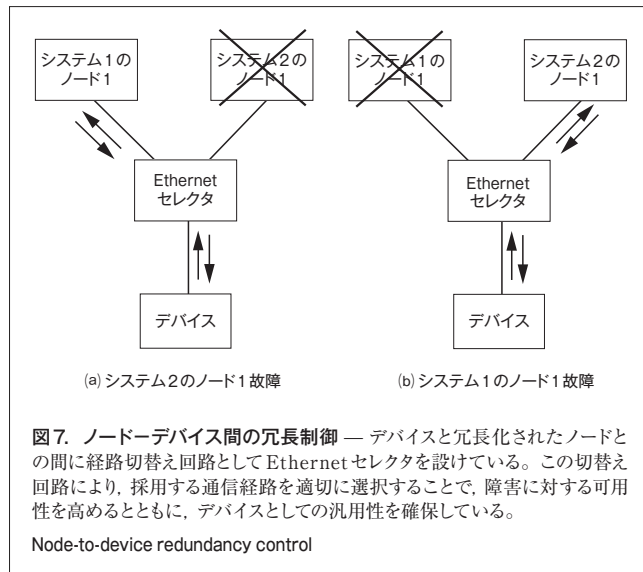 システム1の
ノード1
システム2の
ノード1
Ethernet
セレクタ
デバイス
(a) システム2のノード1故障
システム1の
ノード1
システム2の
ノード1
Ethernet
セレクタ
デバイス
(b) システム1のノード1故障
図7. ノード−デバイス間の冗長制御 — デバイスと冗長化されたノードと
の間に経路切替え回路としてEthernetセレクタを設けている。この切替え
回路により, 採用する通信経路を適切に選択することで, 障害に対する可用
性を高めるとともに, デバイスとしての汎用性を確保している。
Node-to-device redundancy control